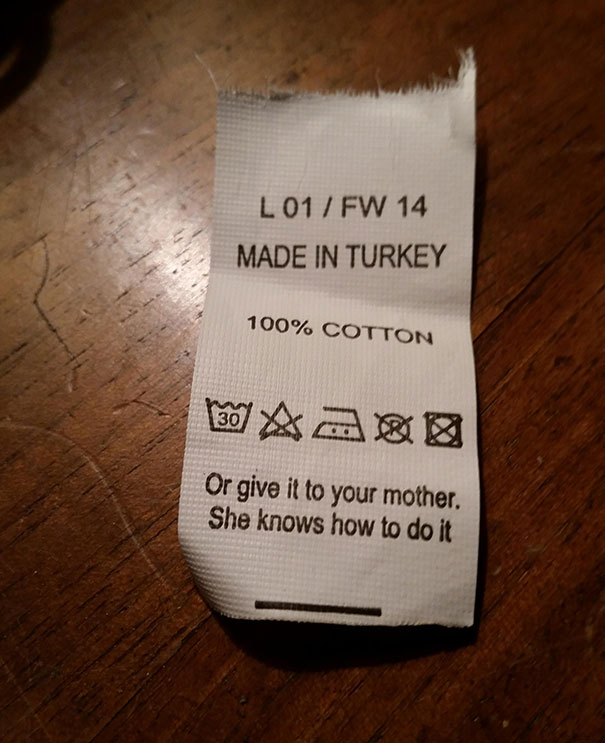 L 01 / FW 14
MADE IN TURKEY
100% COTTON
30 P
Or give it to your mother.
She knows how to do it